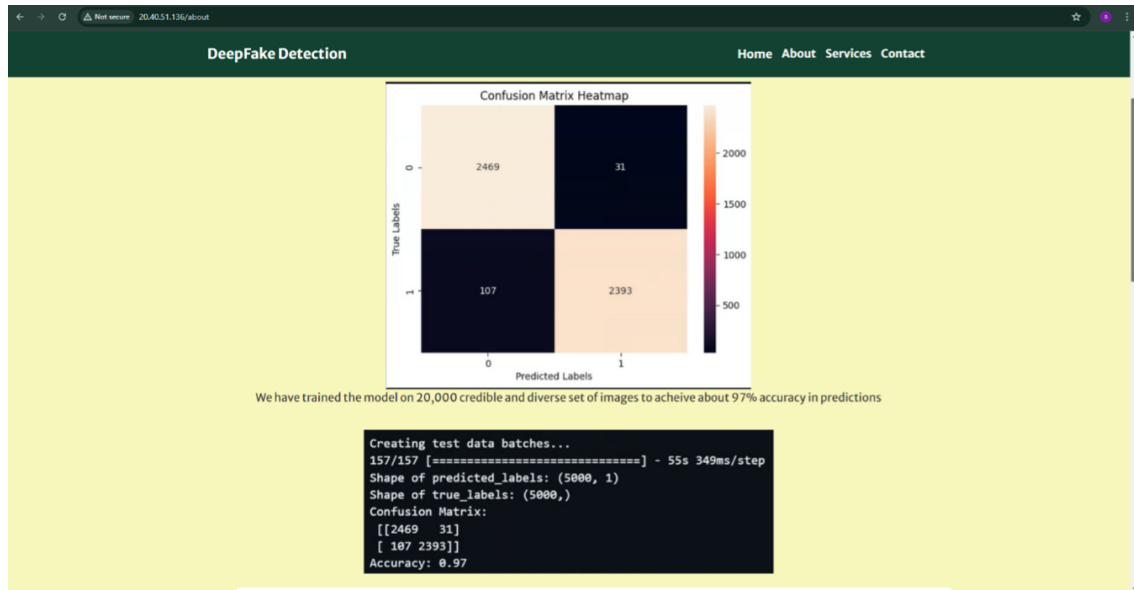 Not secure 20.40.51.136/about
DeepFake Detection Home About Services Contact
Confusion Matrix Heatmap
True Labels
0
1
2469 31
107 2393
0 1
Predicted Labels
2000
1500
1000
500
We have trained the model on 20,000 credible and diverse set of images to acheive about 97% accuracy in predictions
Creating test data batches...
157/157 [==============================] - 55s 349ms/step
Shape of predicted_labels: (5000, 1)
Shape of true_labels: (5000,)
Confusion Matrix:
[[2469 31]
[ 107 2393]]
Accuracy: 0.97